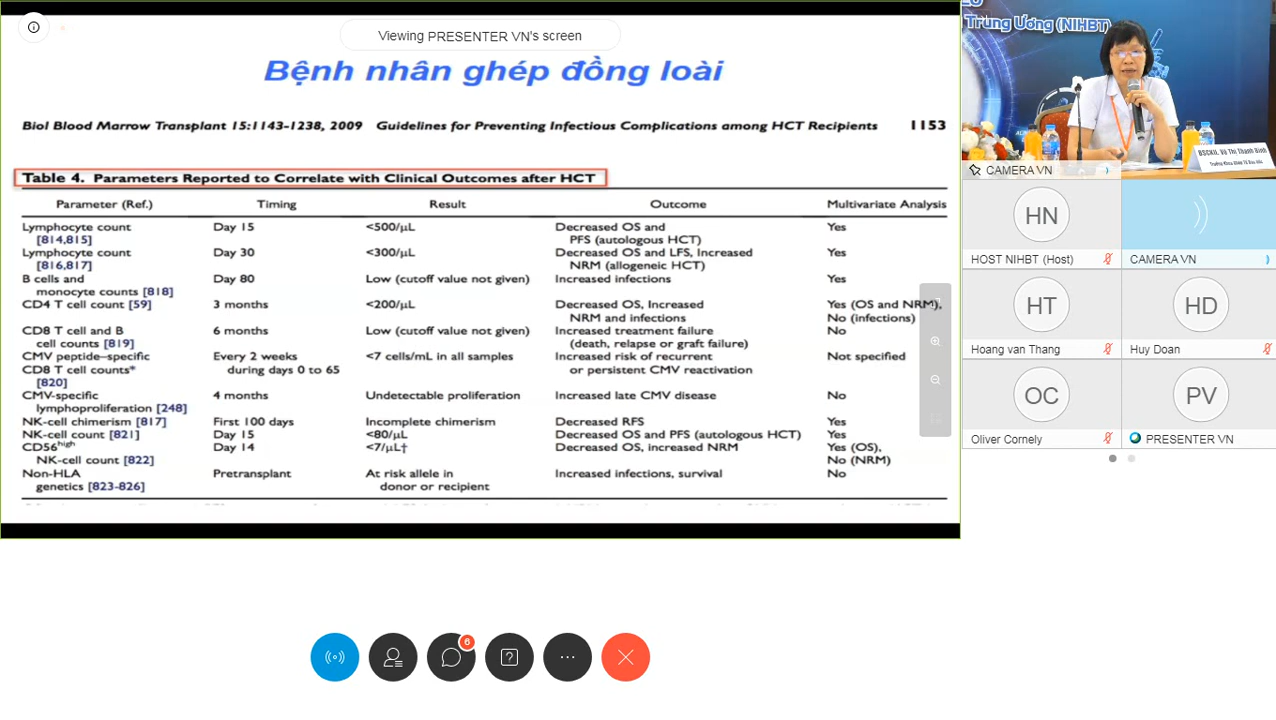 Viewing PRESENTER VN's screen
Bệnh nhân ghép đồng loài
Biol Blood Marrow Transplant 15:1143-1238, 2009 Guidelines for Preventing Infectious Complications among HCT Recipients 1153
Table 4. Parameters Reported to Correlate with Clinical Outcomes after HCT
Parameter (Ref.) Timing Result Outcome Multivariate Analysis
Lymphocyte count Day 15 <500/μL Decreased OS and Yes
[814,815] PFS (autologous HCT)
Lymphocyte count Day 30 <300/μL Decreased OS and LFS, Increased Yes
[816,817] NRM (allogeneic HCT)
B cells and Day 80 Low (cutoff value not given) Increased infections Yes
monocyte counts [818]
CD4 T cell count [59] 3 months <200/μL Decreased OS, Increased Yes (OS and NRM),
NRM and infections No (infections)
CD8 T cell and B 6 months Low (cutoff value not given) Increased treatment failure No
cell counts [819] (death, relapse or graft failure)
CMV peptide–specific Every 2 weeks <7 cells/mL in all samples Increased risk of recurrent Not specified
CD8 T cell counts* during days 0 to 65 or persistent CMV reactivation
[820]
CMV-specific 4 months Undetectable proliferation Increased late CMV disease No
lymphoproliferation [248]
NK-cell chimerism [817] First 100 days Incomplete chimerism Decreased RFS Yes
NK-cell count [821] Day 15 <80/μL Decreased OS and PFS (autologous HCT) Yes
CD56high Day 14 <7/μL† Decreased OS, increased NRM Yes (OS),
NK-cell count [822] No (NRM)
Non-HLA Pretransplant At risk allele in Increased infections, survival No
genetics [823-826] donor or recipient
Trung Ương (NIHBT)
BSCKII. Võ Thị Thanh Bình
CAMERA VN
HN
HOST NIHBT (Host)
CAMERA VN
HT
Hoang van Thang
HD
Huy Doan
OC
Oliver Cornely
PV
PRESENTER VN
6